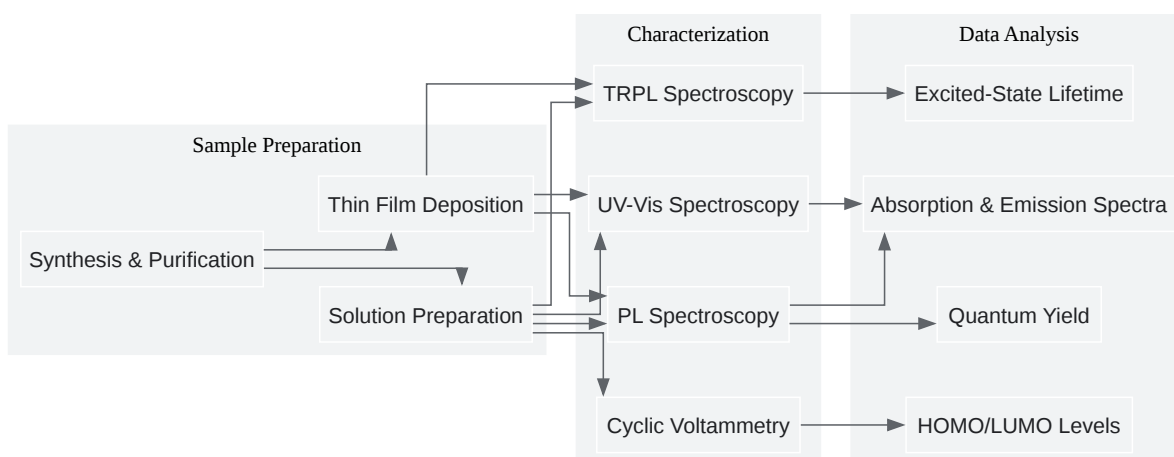 Characterization
Data Analysis
TRPL Spectroscopy
Excited-State Lifetime
Sample Preparation
Thin Film Deposition
UV-Vis Spectroscopy
Absorption & Emission Spectra
Synthesis & Purification
Solution Preparation
PL Spectroscopy
Quantum Yield
Cyclic Voltammetry
HOMO/LUMO Levels